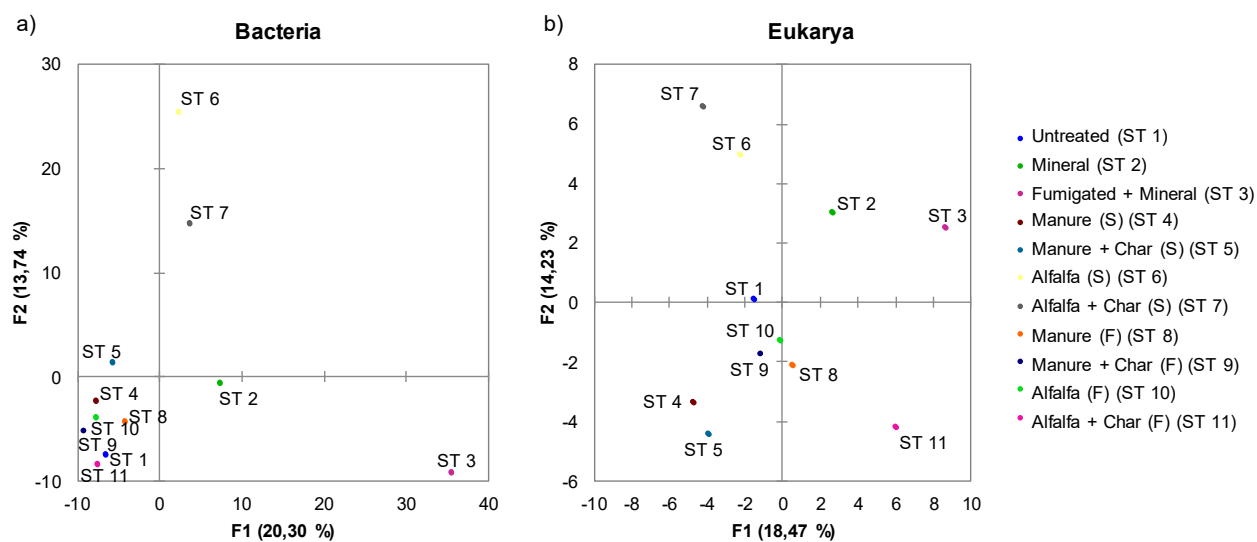 a)
Bacteria
30
20
10
0
-10
-10
0
10
20
30
40
F2 (13,74 %)
F1 (20,30 %)
ST 6
ST 7
ST 5
ST 4
ST 2
ST 8
ST 10
ST 9
ST 1
ST 11
ST 3
b)
Eukarya
8
6
4
2
0
-2
-4
-6
-10
-8
-6
-4
-2
0
2
4
6
8
10
F2 (14,23 %)
F1 (18,47 %)
ST 7
ST 6
ST 2
ST 3
ST 1
ST 10
ST 9
ST 8
ST 4
ST 5
ST 11
Untreated (ST 1)
Mineral (ST 2)
Fumigated + Mineral (ST 3)
Manure (S) (ST 4)
Manure + Char (S) (ST 5)
Alfalfa (S) (ST 6)
Alfalfa + Char (S) (ST 7)
Manure (F) (ST 8)
Manure + Char (F) (ST 9)
Alfalfa (F) (ST 10)
Alfalfa + Char (F) (ST 11)